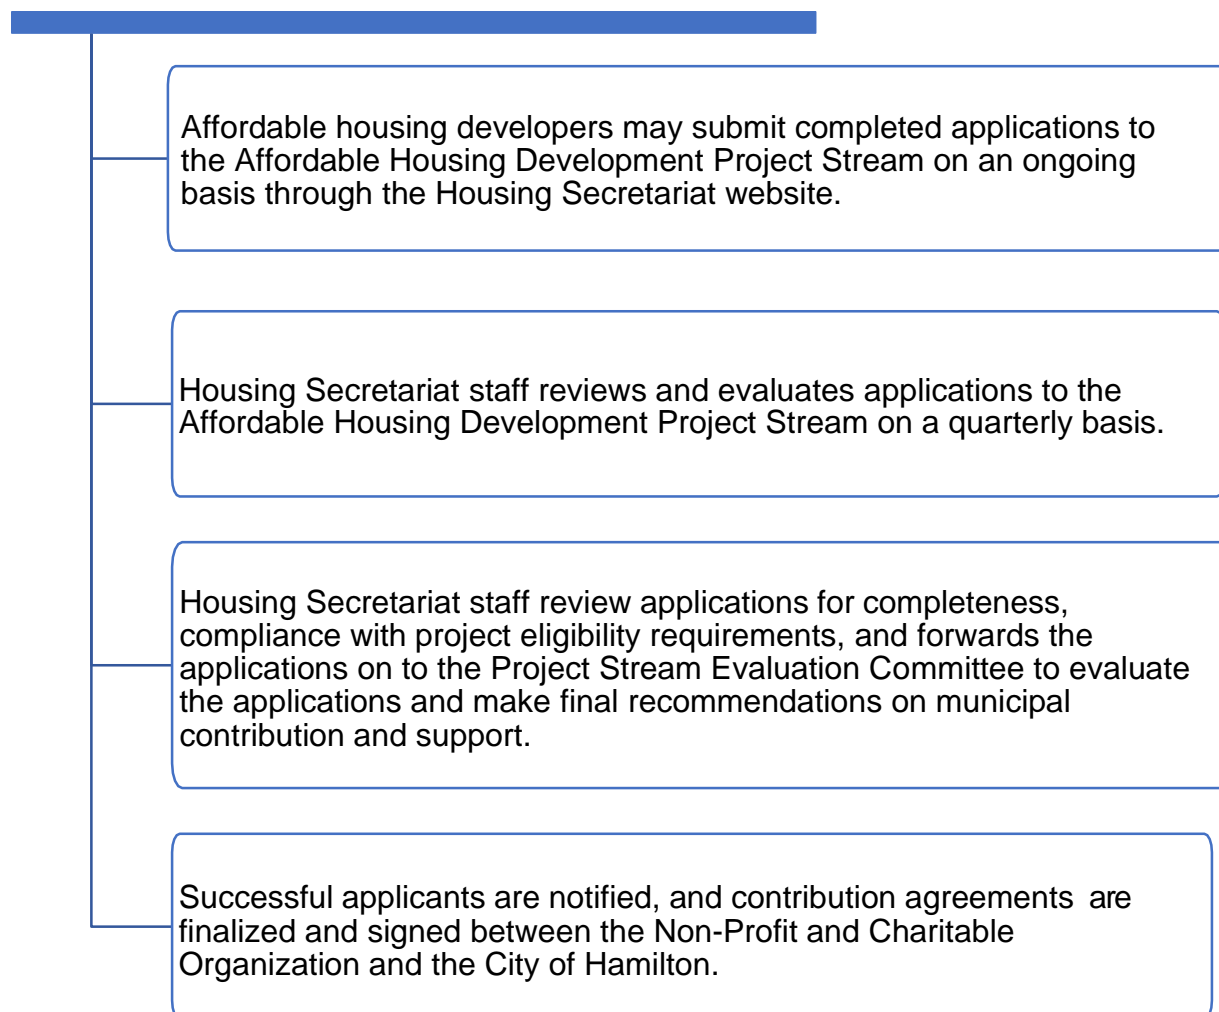 Affordable housing developers may submit completed applications to
the Affordable Housing Development Project Stream on an ongoing
basis through the Housing Secretariat website.
Housing Secretariat staff reviews and evaluates applications to the
Affordable Housing Development Project Stream on a quarterly basis.
Housing Secretariat staff review applications for completeness,
compliance with project eligibility requirements, and forwards the
applications on to the Project Stream Evaluation Committee to evaluate
the applications and make final recommendations on municipal
contribution and support.
Successful applicants are notified, and contribution agreements are
finalized and signed between the Non-Profit and Charitable
Organization and the City of Hamilton.